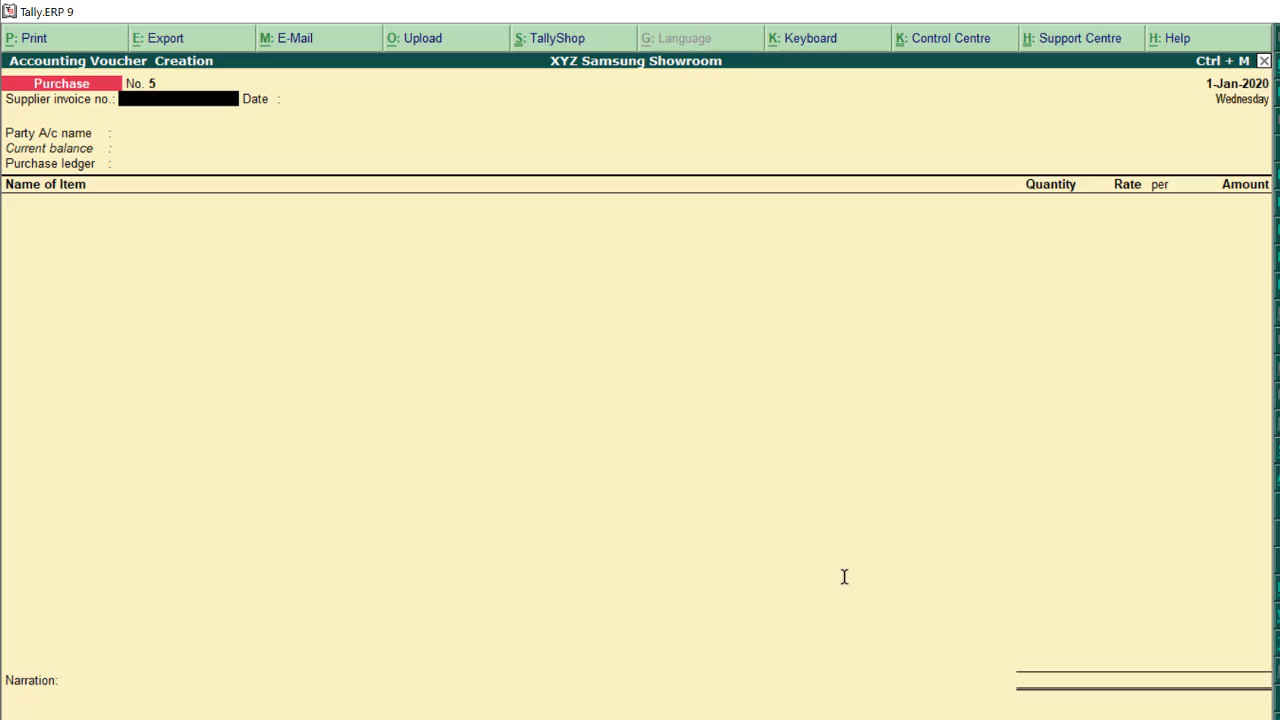 Tally.ERP 9
P: Print E: Export M: E-Mail O: Upload S: TallyShop G: Language K: Keyboard K: Control Centre H: Support Centre H: Help
Accounting Voucher Creation XYZ Samsung Showroom Ctrl + M
Purchase No. 5 1-Jan-2020
Supplier invoice no.: Date : Wednesday
Party A/c name :
Current balance :
Purchase ledger :
Name of Item Quantity Rate per Amount
Narration: